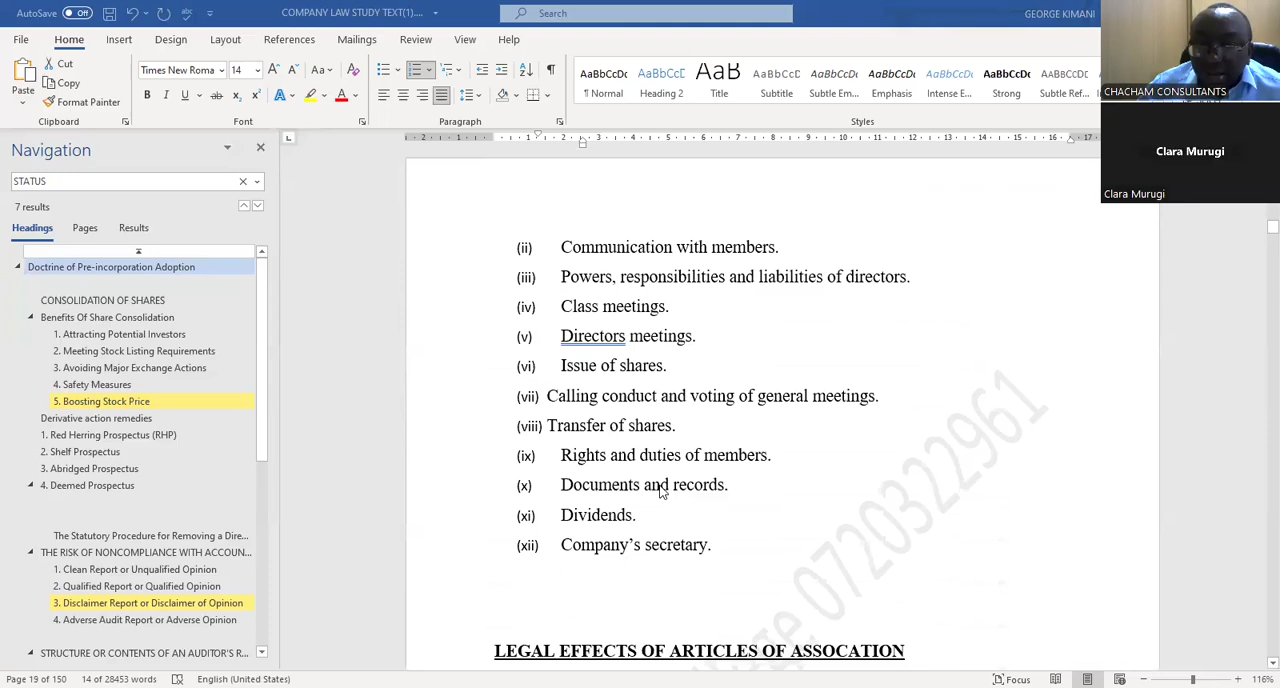 AutoSave Off COMPANY LAW STUDY TEXT(1).... Search GEORGE KIMANI
File Home Insert Design Layout References Mailings Review View Help
Cut
Copy
Format Painter
Paste
Times New Roma 14
AaBbCcDc AaBbCcDc AaB AaBbCcDc AaBbCcDc AaBbCcDc AaBbCcDc AaBbCcDc AaBbCcDc
¶ Normal Heading 2 Title Subtitle Subtle Em... Emphasis Intense E... Strong Subtle Ref...
Clipboard Font Paragraph Styles
CHACHAM CONSULTANTS
Clara Murugi
Clara Murugi
Navigation
STATUS
7 results
Headings Pages Results
Doctrine of Pre-incorporation Adoption
CONSOLIDATION OF SHARES
Benefits Of Share Consolidation
1. Attracting Potential Investors
2. Meeting Stock Listing Requirements
3. Avoiding Major Exchange Actions
4. Safety Measures
5. Boosting Stock Price
Derivative action remedies
1. Red Herring Prospectus (RHP)
2. Shelf Prospectus
3. Abridged Prospectus
4. Deemed Prospectus
The Statutory Procedure for Removing a Dire...
THE RISK OF NONCOMPLIANCE WITH ACCOUN...
1. Clean Report or Unqualified Opinion
2. Qualified Report or Qualified Opinion
3. Disclaimer Report or Disclaimer of Opinion
4. Adverse Audit Report or Adverse Opinion
STRUCTURE OR CONTENTS OF AN AUDITOR'S R...
(ii) Communication with members.
(iii) Powers, responsibilities and liabilities of directors.
(iv) Class meetings.
(v) Directors meetings.
(vi) Issue of shares.
(vii) Calling conduct and voting of general meetings.
(viii) Transfer of shares.
(ix) Rights and duties of members.
(x) Documents and records.
(xi) Dividends.
(xii) Company's secretary.
0720322961
LEGAL EFFECTS OF ARTICLES OF ASSOCATION
Page 19 of 150 14 of 28453 words English (United States) Focus 116%